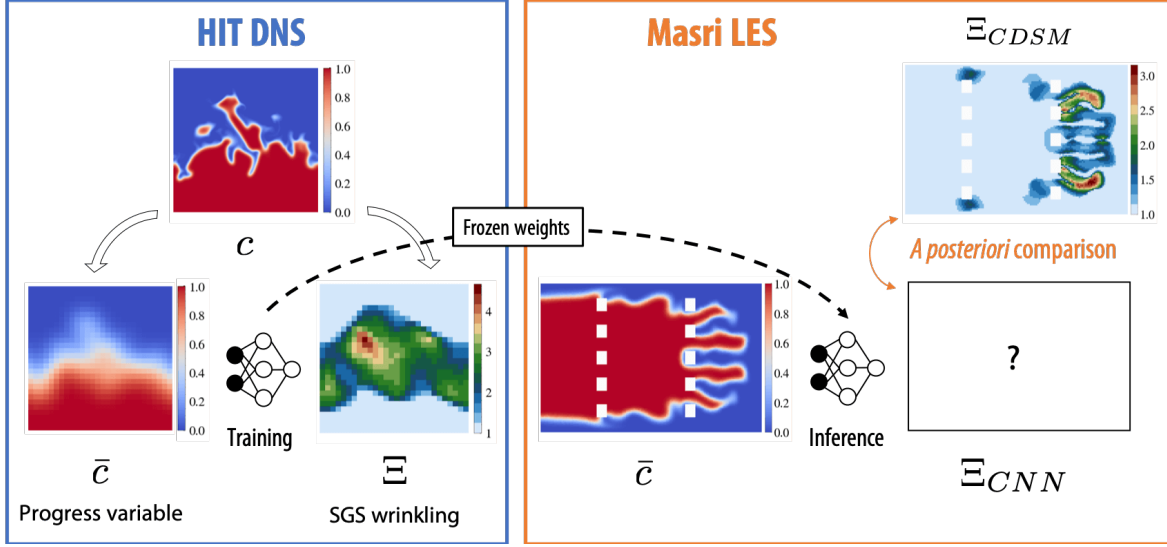 HIT DNS
1.0
0.8
0.6
0.4
0.2
0.0
c
1.0
0.8
0.6
0.4
0.2
0.0
c̄
Progress variable
Training
4
3
2
1
Ξ
SGS wrinkling
Frozen weights
Masri LES
Ξ_CDSM
3.0
2.5
2.0
1.5
1.0
A posteriori comparison
1.0
0.8
0.6
0.4
0.2
0.0
c̄
Inference
?
Ξ_CNN